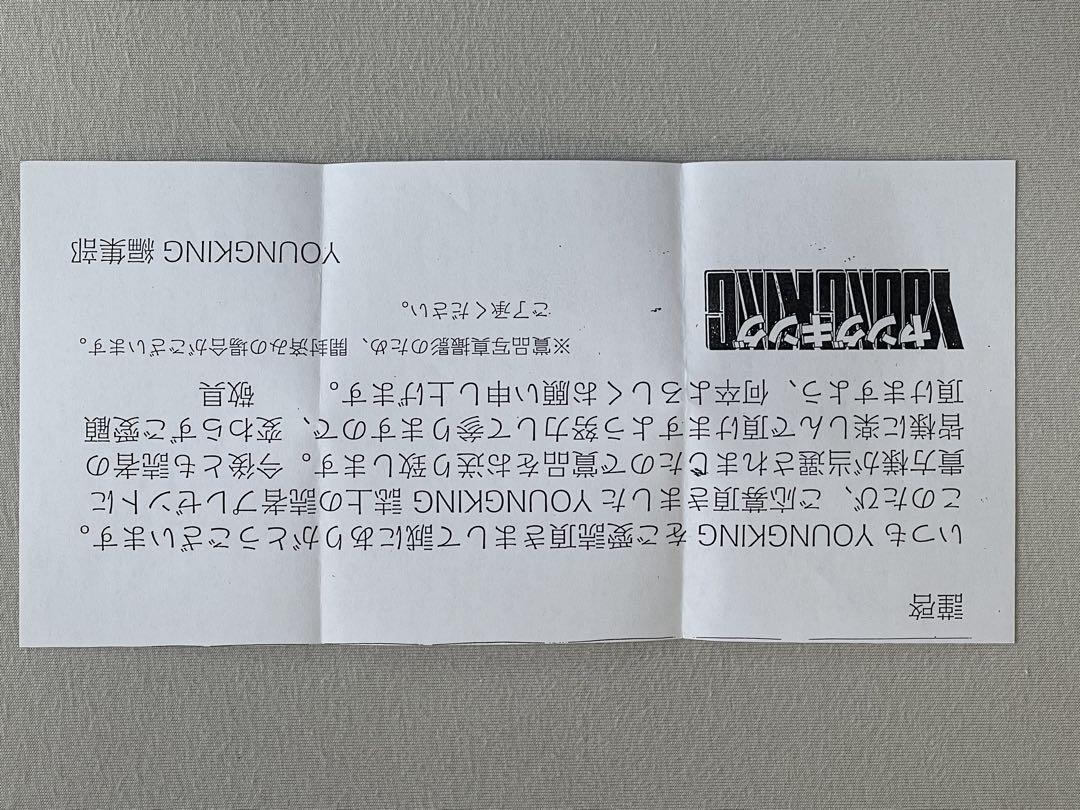 謹啓
いつも YOUNGKING をご愛読頂きまして誠にありがとうございます。
このたび、ご応募頂きました YOUNGKING 誌上の読者プレゼントに
貴方様が当選されましたので賞品をお送り致します。今後とも読者の
皆様に楽しんで頂けますよう努力して参りますので、変わらずご愛顧
頂けますよう、何卒よろしくお願い申し上げます。 敬具
※賞品写真撮影のため、開封済みの場合がございます。
ご了承ください。
YOUNGKING
ヤングキング
YOUNGKING 編集部